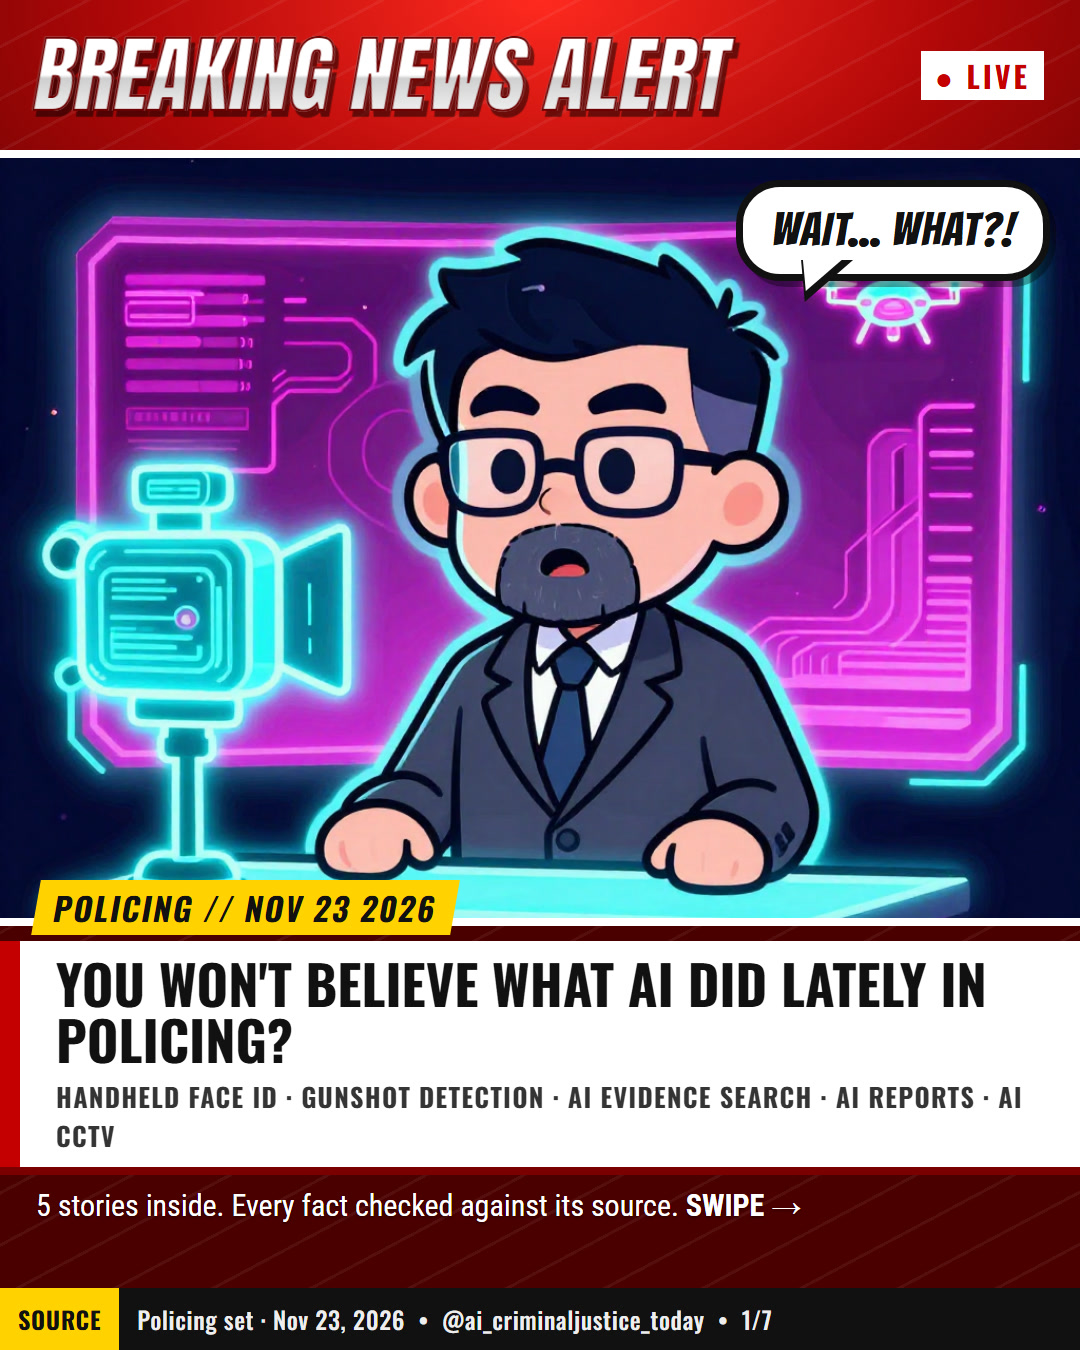 BREAKING NEWS ALERT
● LIVE
WAIT... WHAT?!
POLICING // NOV 23 2026
YOU WON'T BELIEVE WHAT AI DID LATELY IN
POLICING?
HANDHELD FACE ID · GUNSHOT DETECTION · AI EVIDENCE SEARCH · AI REPORTS · AI
CCTV
5 stories inside. Every fact checked against its source. SWIPE →
SOURCE
Policing set · Nov 23, 2026 • @ai_criminaljustice_today • 1/7